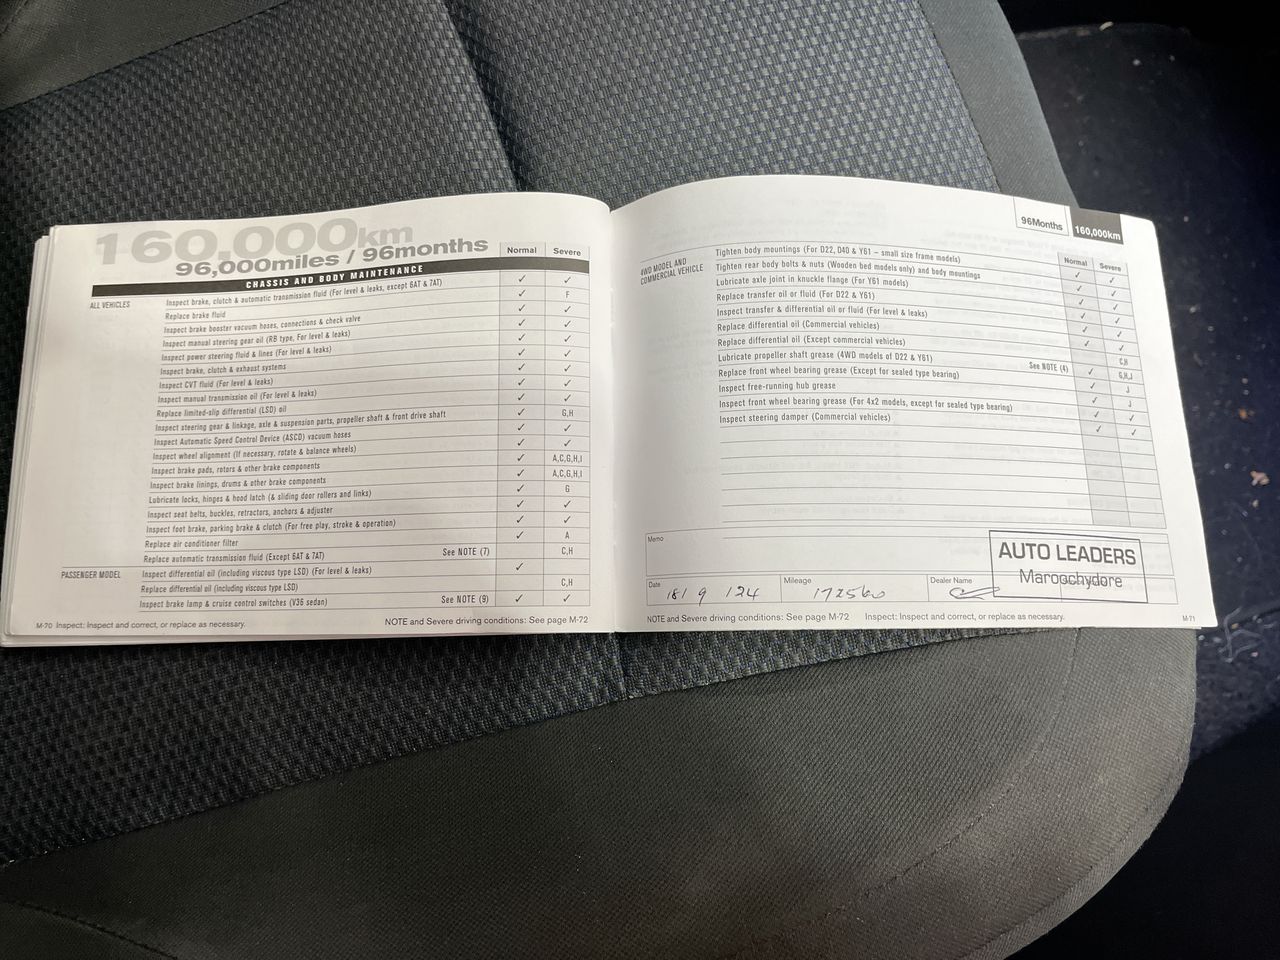 160,000km
96,000miles / 96months
Normal Severe
CHASSIS AND BODY MAINTENANCE
ALL VEHICLES
Inspect brake, clutch & automatic transmission fluid (For level & leaks, except 6AT & 7AT) ✓ ✓
Replace brake fluid ✓ F
Inspect brake booster vacuum hoses, connections & check valve ✓ ✓
Inspect manual steering gear oil (RB type, For level & leaks) ✓ ✓
Inspect power steering fluid & lines (For level & leaks) ✓ ✓
Inspect brake, clutch & exhaust systems ✓ ✓
Inspect CVT fluid (For level & leaks) ✓ ✓
Inspect manual transmission oil (For level & leaks) ✓ ✓
Replace limited-slip differential (LSD) oil ✓ ✓
Inspect steering gear & linkage, axle & suspension parts, propeller shaft & front drive shaft ✓ G,H
Inspect Automatic Speed Control Device (ASCD) vacuum hoses ✓ ✓
Inspect wheel alignment (If necessary, rotate & balance wheels) ✓ ✓
Inspect brake pads, rotors & other brake components ✓ A,C,G,H,I
Inspect brake linings, drums & other brake components ✓ A,C,G,H,I
Lubricate locks, hinges & hood latch (& sliding door rollers and links) ✓ G
Inspect seat belts, buckles, retractors, anchors & adjuster ✓ ✓
Inspect foot brake, parking brake & clutch (For free play, stroke & operation) ✓ ✓
Replace air conditioner filter ✓ A
Replace automatic transmission fluid (Except 6AT & 7AT) See NOTE (7) C,H
PASSENGER MODEL
Inspect differential oil (including viscous type LSD) (For level & leaks) ✓
Replace differential oil (including viscous type LSD) C,H
Inspect brake lamp & cruise control switches (V36 sedan) See NOTE (9) ✓ ✓
M-70 Inspect: Inspect and correct, or replace as necessary. NOTE and Severe driving conditions: See page M-72
96Months 160,000km
Normal Severe
4WD MODEL AND
COMMERCIAL VEHICLE
Tighten body mountings (For D22, D40 & Y61 – small size frame models) ✓ ✓
Tighten rear body bolts & nuts (Wooden bed models only) and body mountings ✓ ✓
Lubricate axle joint in knuckle flange (For Y61 models) ✓ ✓
Replace transfer oil or fluid (For D22 & Y61) ✓ ✓
Inspect transfer & differential oil or fluid (For level & leaks) ✓ ✓
Replace differential oil (Commercial vehicles) ✓ ✓
Replace differential oil (Except commercial vehicles) C,H
Lubricate propeller shaft grease (4WD models of D22 & Y61) See NOTE (4) ✓ G,H,J
Replace front wheel bearing grease (Except for sealed type bearing) ✓ J
Inspect free-running hub grease ✓ J
Inspect front wheel bearing grease (For 4x2 models, except for sealed type bearing) ✓ ✓
Inspect steering damper (Commercial vehicles) ✓ ✓
Memo
AUTO LEADERS
Maroochydore
Date 18/ 9 / 24 Mileage 172560 Dealer Name
NOTE and Severe driving conditions: See page M-72 Inspect: Inspect and correct, or replace as necessary. M-71